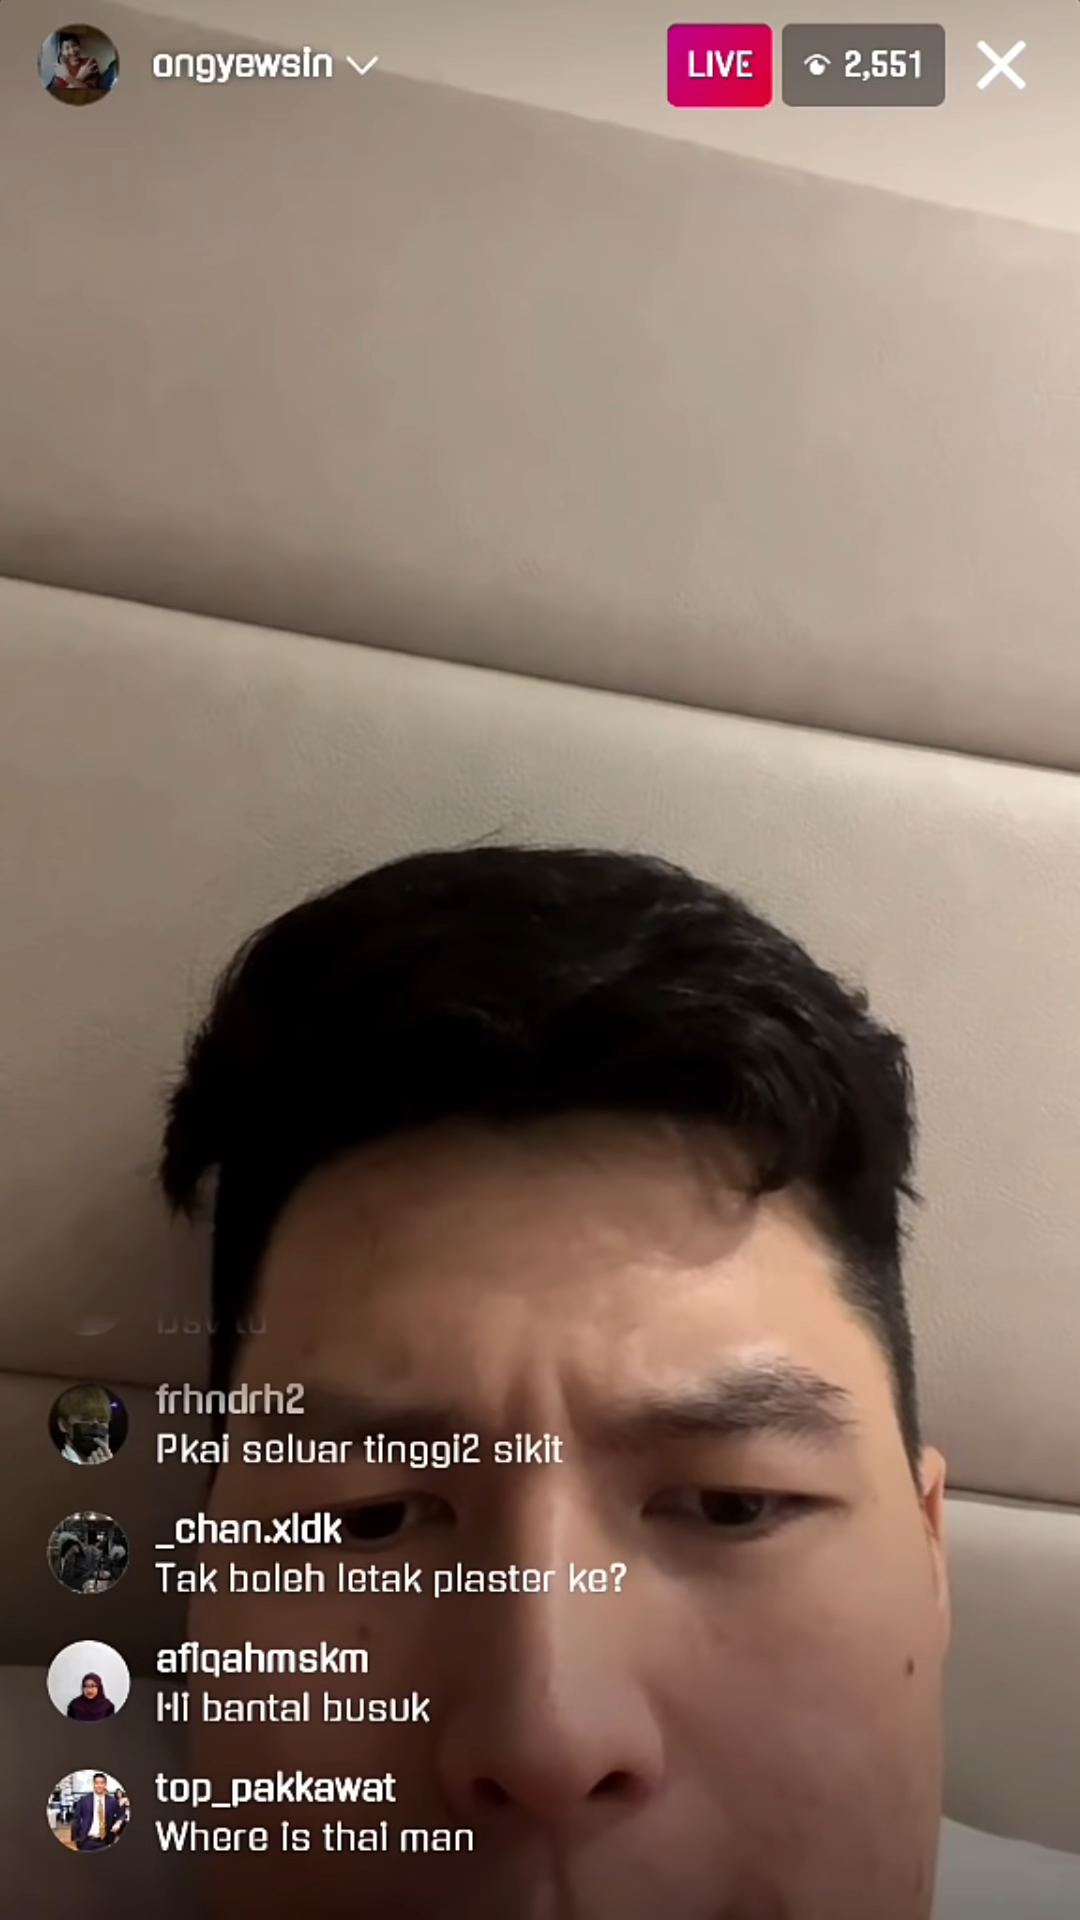 ongyewsin
LIVE
2,551
frhndrh2
Pkai seluar tinggi2 sikit
_chan.xldk
Tak boleh letak plaster ke?
afiqahmskm
Hi bantal busuk
top_pakkawat
Where is thai man